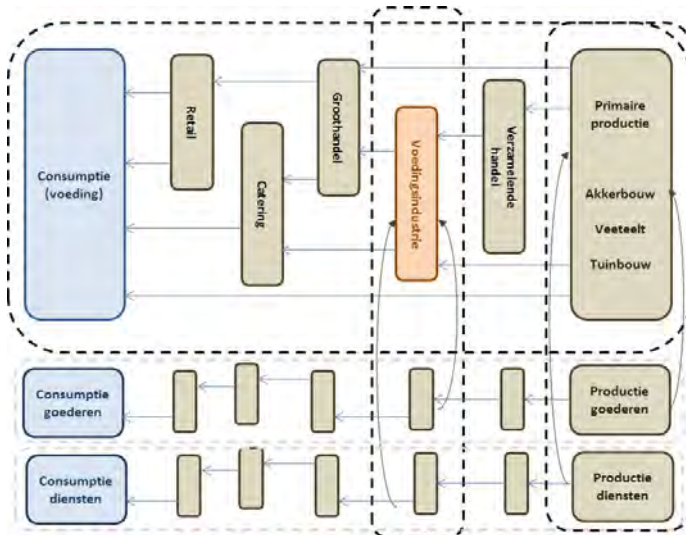 Consumptie
(voeding)
Retail
Catering
Groothandel
Voedingsindustrie
Verzamelende
handel
Primaire
productie
Akkerbouw
Veeteelt
Tuinbouw
Consumptie
goederen
Productie
goederen
Consumptie
diensten
Productie
diensten